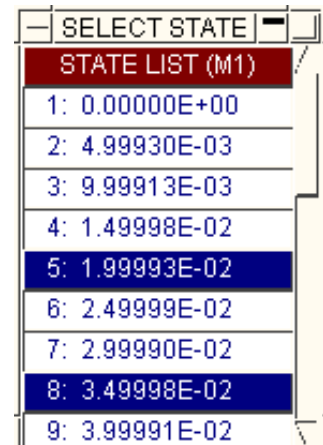 SELECT STATE
STATE LIST (M1)
1: 0.00000E+00
2: 4.99930E-03
3: 9.99913E-03
4: 1.49998E-02
5: 1.99993E-02
6: 2.49999E-02
7: 2.99990E-02
8: 3.49998E-02
9: 3.99991E-02